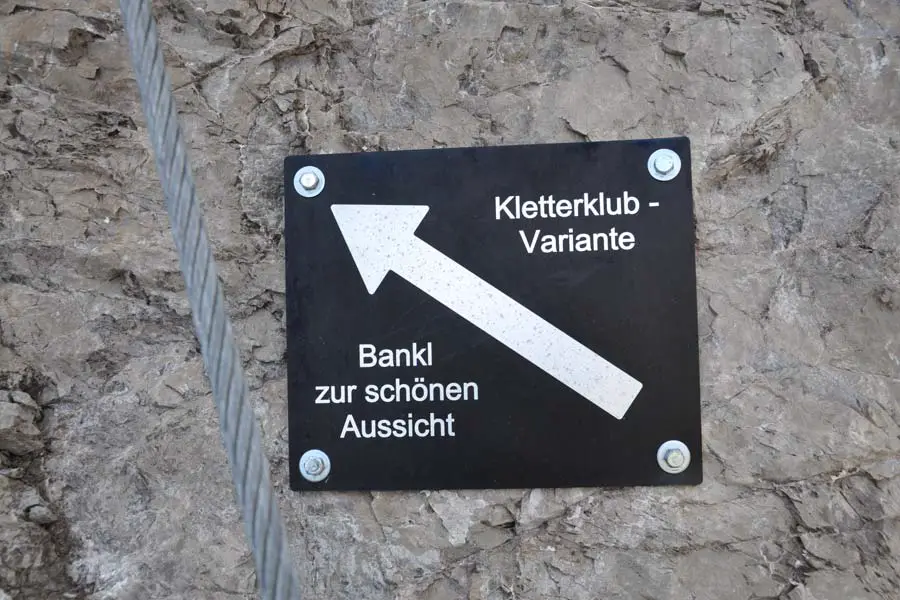 Kletterklub -
Variante
Bankl
zur schönen
Aussicht